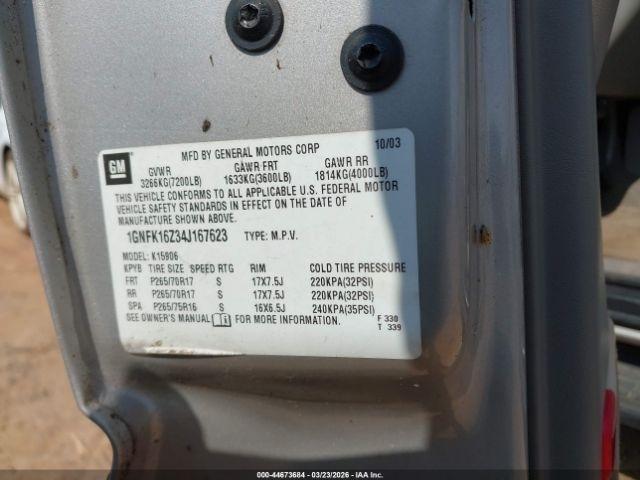 GM
MFD BY GENERAL MOTORS CORP 10/03
GVWR GAWR FRT GAWR RR
3266KG(7200LB) 1633KG(3600LB) 1814KG(4000LB)
THIS VEHICLE CONFORMS TO ALL APPLICABLE U.S. FEDERAL MOTOR
VEHICLE SAFETY STANDARDS IN EFFECT ON THE DATE OF
MANUFACTURE SHOWN ABOVE.
1GNFK16Z34J167623 TYPE: M.P.V.
MODEL: K15906
KPYB TIRE SIZE SPEED RTG RIM COLD TIRE PRESSURE
FRT P265/70R17 S 17X7.5J 220KPA(32PSI)
RR P265/70R17 S 17X7.5J 220KPA(32PSI)
SPA P265/75R16 S 16X6.5J 240KPA(35PSI)
SEE OWNER'S MANUAL FOR MORE INFORMATION.
F 330
T 339
000-44673684 - 03/23/2026 - IAA Inc.